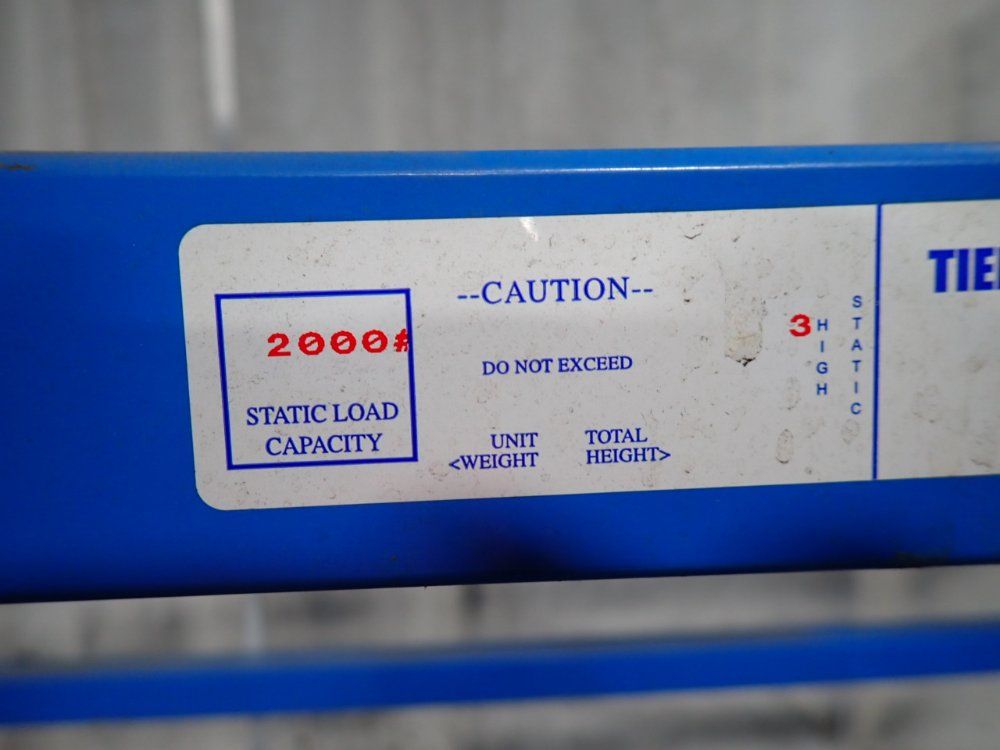 2000#
STATIC LOAD
CAPACITY
--CAUTION--
DO NOT EXCEED
UNIT TOTAL
<WEIGHT HEIGHT>
3
HIGH
STATIC